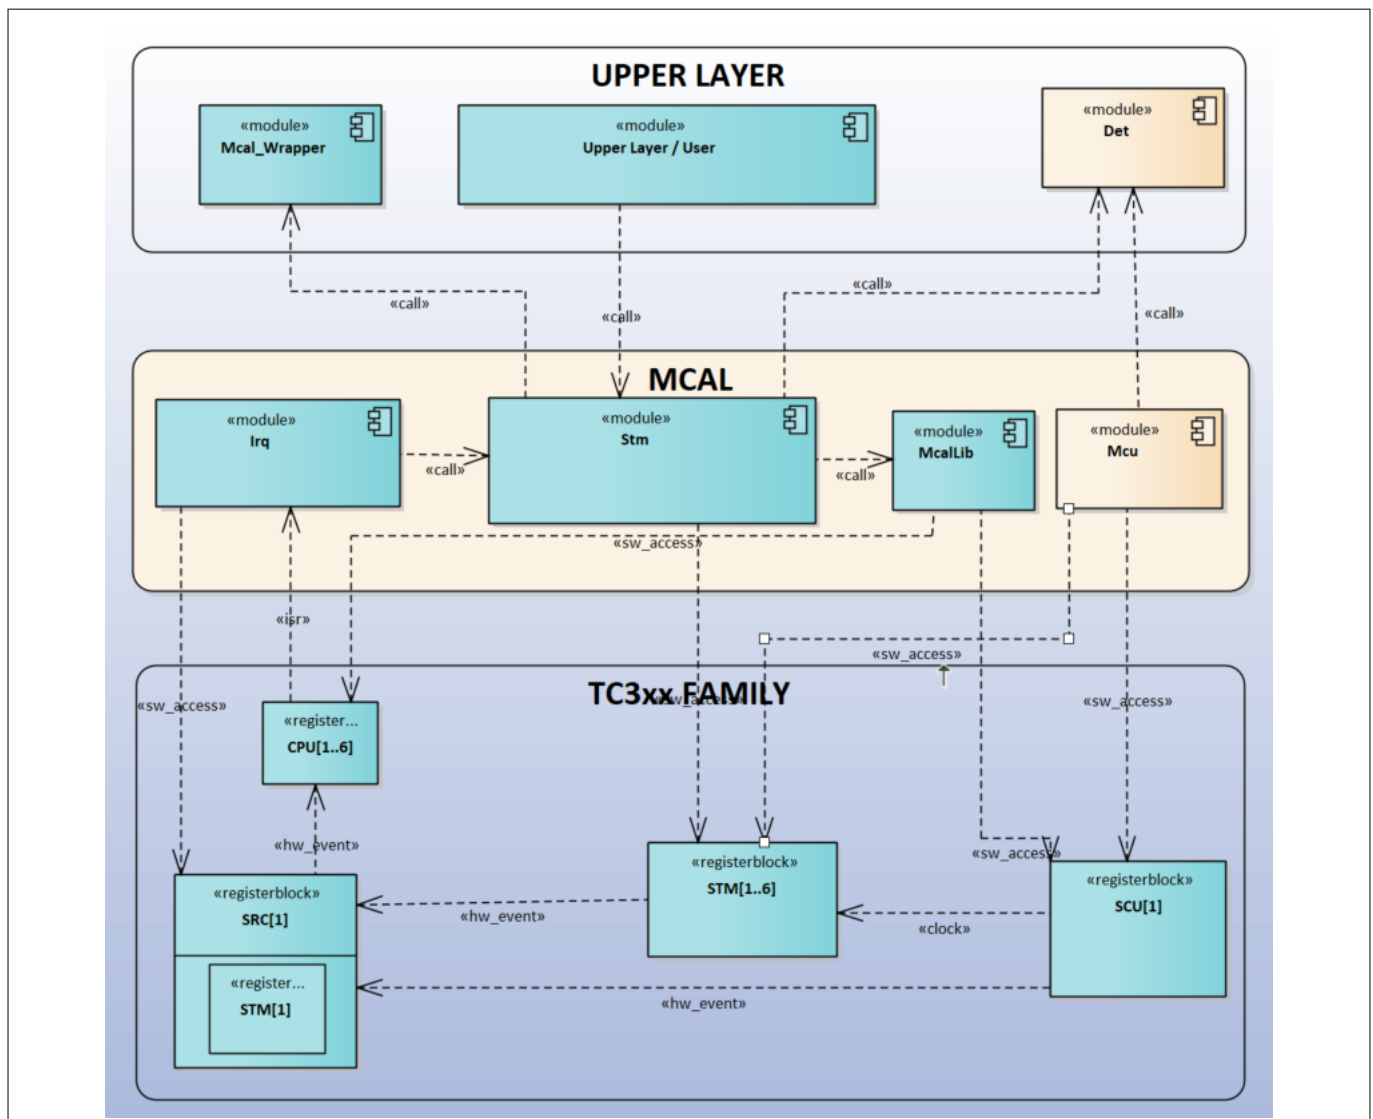 UPPER LAYER
«module»
Mcal_Wrapper
«module»
Upper Layer / User
«module»
Det
«call»
«call»
«call»
«call»
MCAL
«module»
Irq
«module»
Stm
«module»
McalLib
«module»
Mcu
«call»
«call»
«sw_access»
«isr»
«sw_access»
TC3xx FAMILY
«sw_access»
«sw_access»
«sw_access»
«register...
CPU[1..6]
«hw_event»
«sw_access»
«registerblock»
SRC[1]
«registerblock»
STM[1..6]
«registerblock»
SCU[1]
«hw_event»
«clock»
«register...
STM[1]
«hw_event»